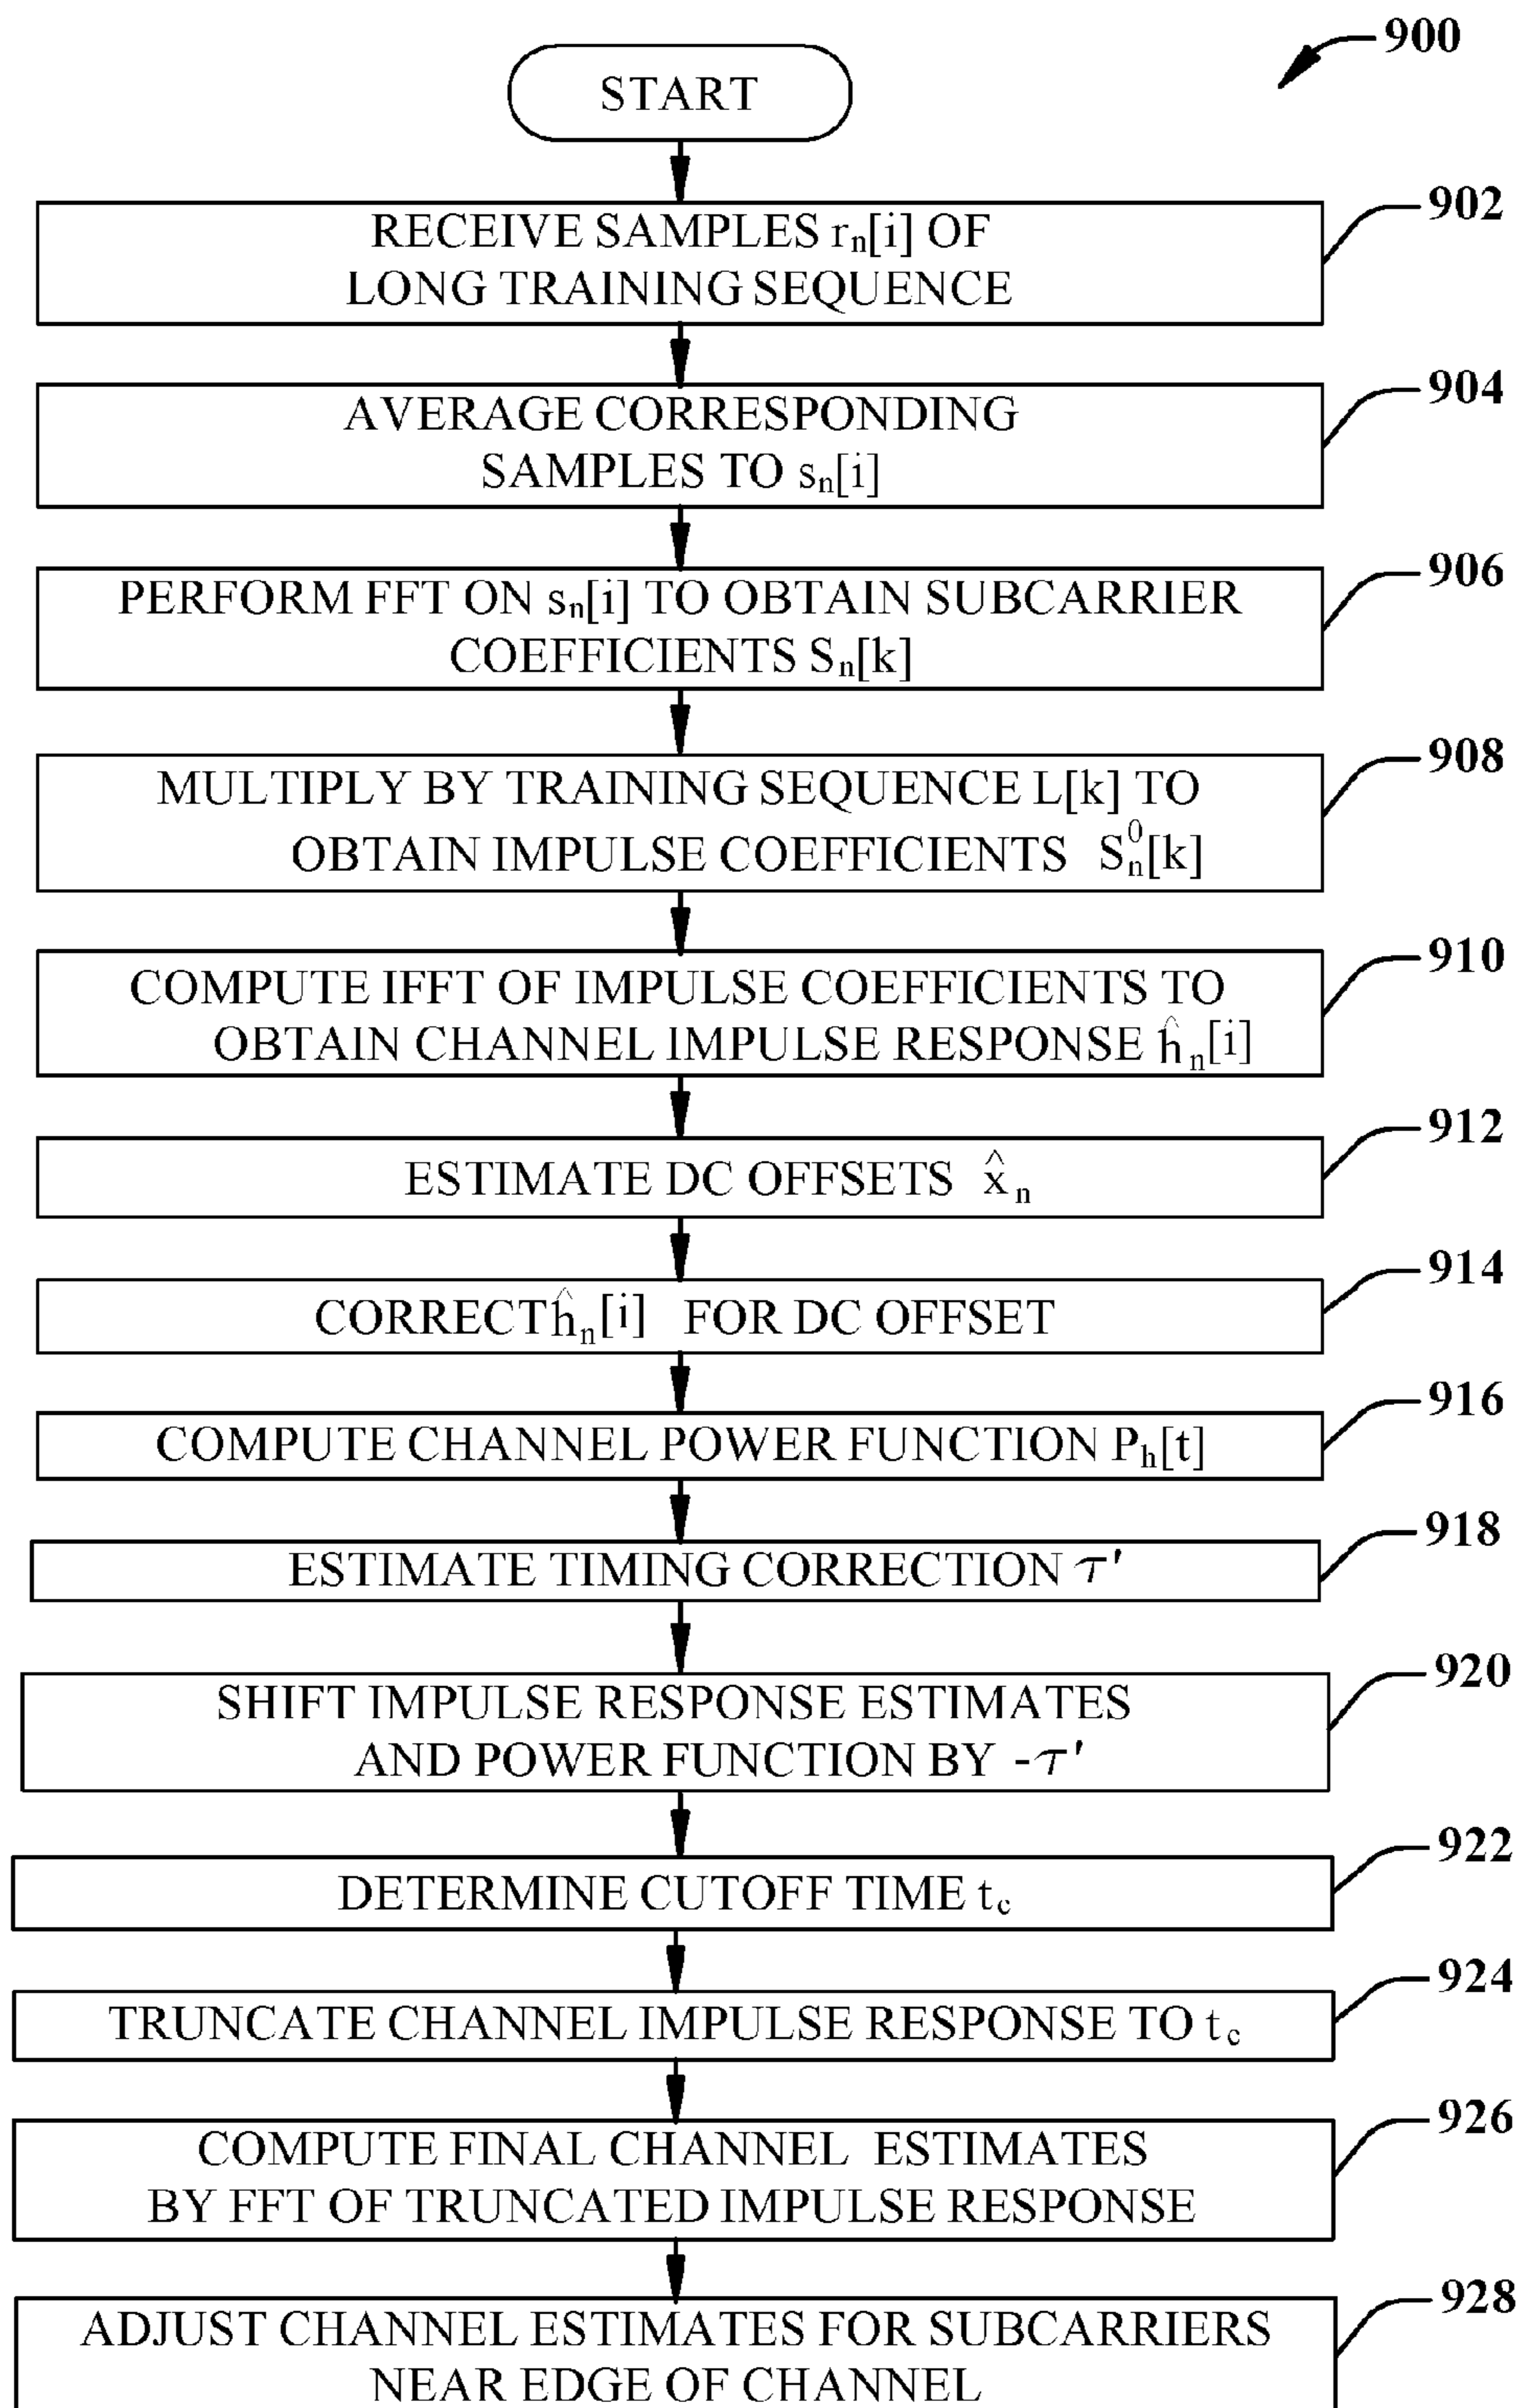 900
START
902
RECEIVE SAMPLES rₙ[i] OF
LONG TRAINING SEQUENCE
904
AVERAGE CORRESPONDING
SAMPLES TO sₙ[i]
906
PERFORM FFT ON sₙ[i] TO OBTAIN SUBCARRIER
COEFFICIENTS Sₙ[k]
908
MULTIPLY BY TRAINING SEQUENCE L[k] TO
OBTAIN IMPULSE COEFFICIENTS Sₙ⁰[k]
910
COMPUTE IFFT OF IMPULSE COEFFICIENTS TO
OBTAIN CHANNEL IMPULSE RESPONSE ĥₙ[i]
912
ESTIMATE DC OFFSETS x̂ₙ
914
CORRECT ĥₙ[i] FOR DC OFFSET
916
COMPUTE CHANNEL POWER FUNCTION Pₕ[t]
918
ESTIMATE TIMING CORRECTION τ'
920
SHIFT IMPULSE RESPONSE ESTIMATES
AND POWER FUNCTION BY -τ'
922
DETERMINE CUTOFF TIME t_c
924
TRUNCATE CHANNEL IMPULSE RESPONSE TO t_c
926
COMPUTE FINAL CHANNEL ESTIMATES
BY FFT OF TRUNCATED IMPULSE RESPONSE
928
ADJUST CHANNEL ESTIMATES FOR SUBCARRIERS
NEAR EDGE OF CHANNEL